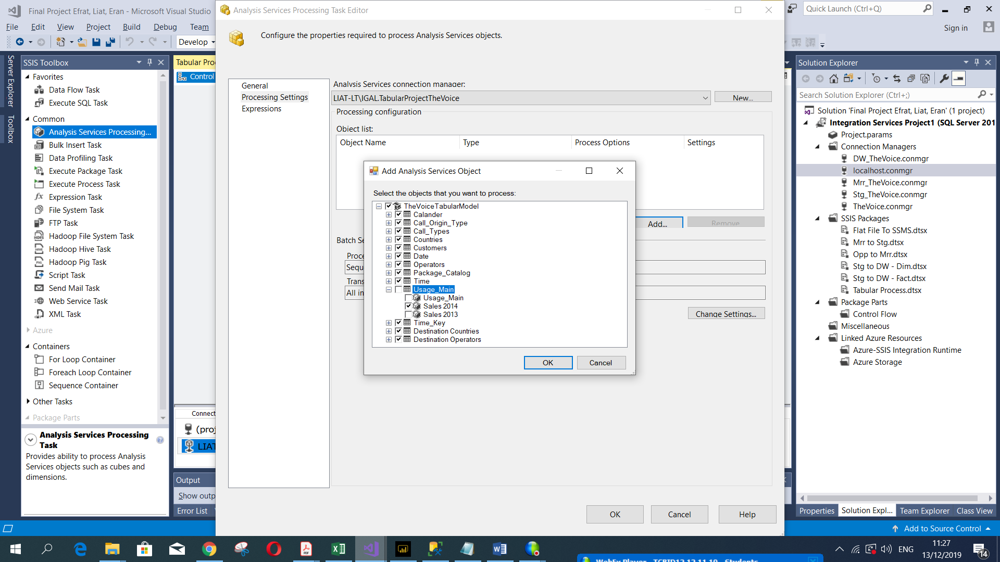 Final Project Efrat, Liat, Eran - Microsoft Visual Studio
Quick Launch (Ctrl+Q)
File
Edit
View
Project
Build
Debug
Team
Sign in
Develop
Server Explorer
Toolbox
SSIS Toolbox
Favorites
Data Flow Task
Execute SQL Task
Common
Analysis Services Processing...
Bulk Insert Task
Data Profiling Task
Execute Package Task
Execute Process Task
Expression Task
File System Task
FTP Task
Hadoop File System Task
Hadoop Hive Task
Hadoop Pig Task
Script Task
Send Mail Task
Web Service Task
XML Task
Azure
Containers
For Loop Container
Foreach Loop Container
Sequence Container
Other Tasks
Package Parts
Analysis Services Processing
Task
Provides ability to process Analysis
Services objects such as cubes and
dimensions.
Tabular Pro
Control
Connect
(proj
LIAT
Output
Show outp
Error List
Analysis Services Processing Task Editor
Configure the properties required to process Analysis Services objects.
General
Processing Settings
Expressions
Analysis Services connection manager:
LIAT-LT\IGAL.TabularProjectTheVoice
New...
Processing configuration
Object list:
Object Name
Type
Process Options
Settings
Add...
Remove
Batch Se
Proce
Sequ
Trans
All in
Change Settings...
OK
Cancel
Help
Add Analysis Services Object
Select the objects that you want to process:
TheVoiceTabularModel
Calander
Call_Origin_Type
Call_Types
Countries
Customers
Date
Operators
Package_Catalog
Time
Usage_Main
Usage_Main
Sales 2014
Sales 2013
Time_Key
Destination Countries
Destination Operators
OK
Cancel
Solution Explorer
Search Solution Explorer (Ctrl+;)
Solution 'Final Project Efrat, Liat, Eran' (1 project)
Integration Services Project1 (SQL Server 201
Project.params
Connection Managers
DW_TheVoice.conmgr
localhost.conmgr
Mrr_TheVoice.conmgr
Stg_TheVoice.conmgr
TheVoice.conmgr
SSIS Packages
Flat File To SSMS.dtsx
Mrr to Stg.dtsx
Opp to Mrr.dtsx
Stg to DW - Dim.dtsx
Stg to DW - Fact.dtsx
Tabular Process.dtsx
Package Parts
Control Flow
Miscellaneous
Linked Azure Resources
Azure-SSIS Integration Runtime
Azure Storage
Properties
Solution Expl...
Team Explorer
Class View
Add to Source Control
ENG
11:27
13/12/2019
14